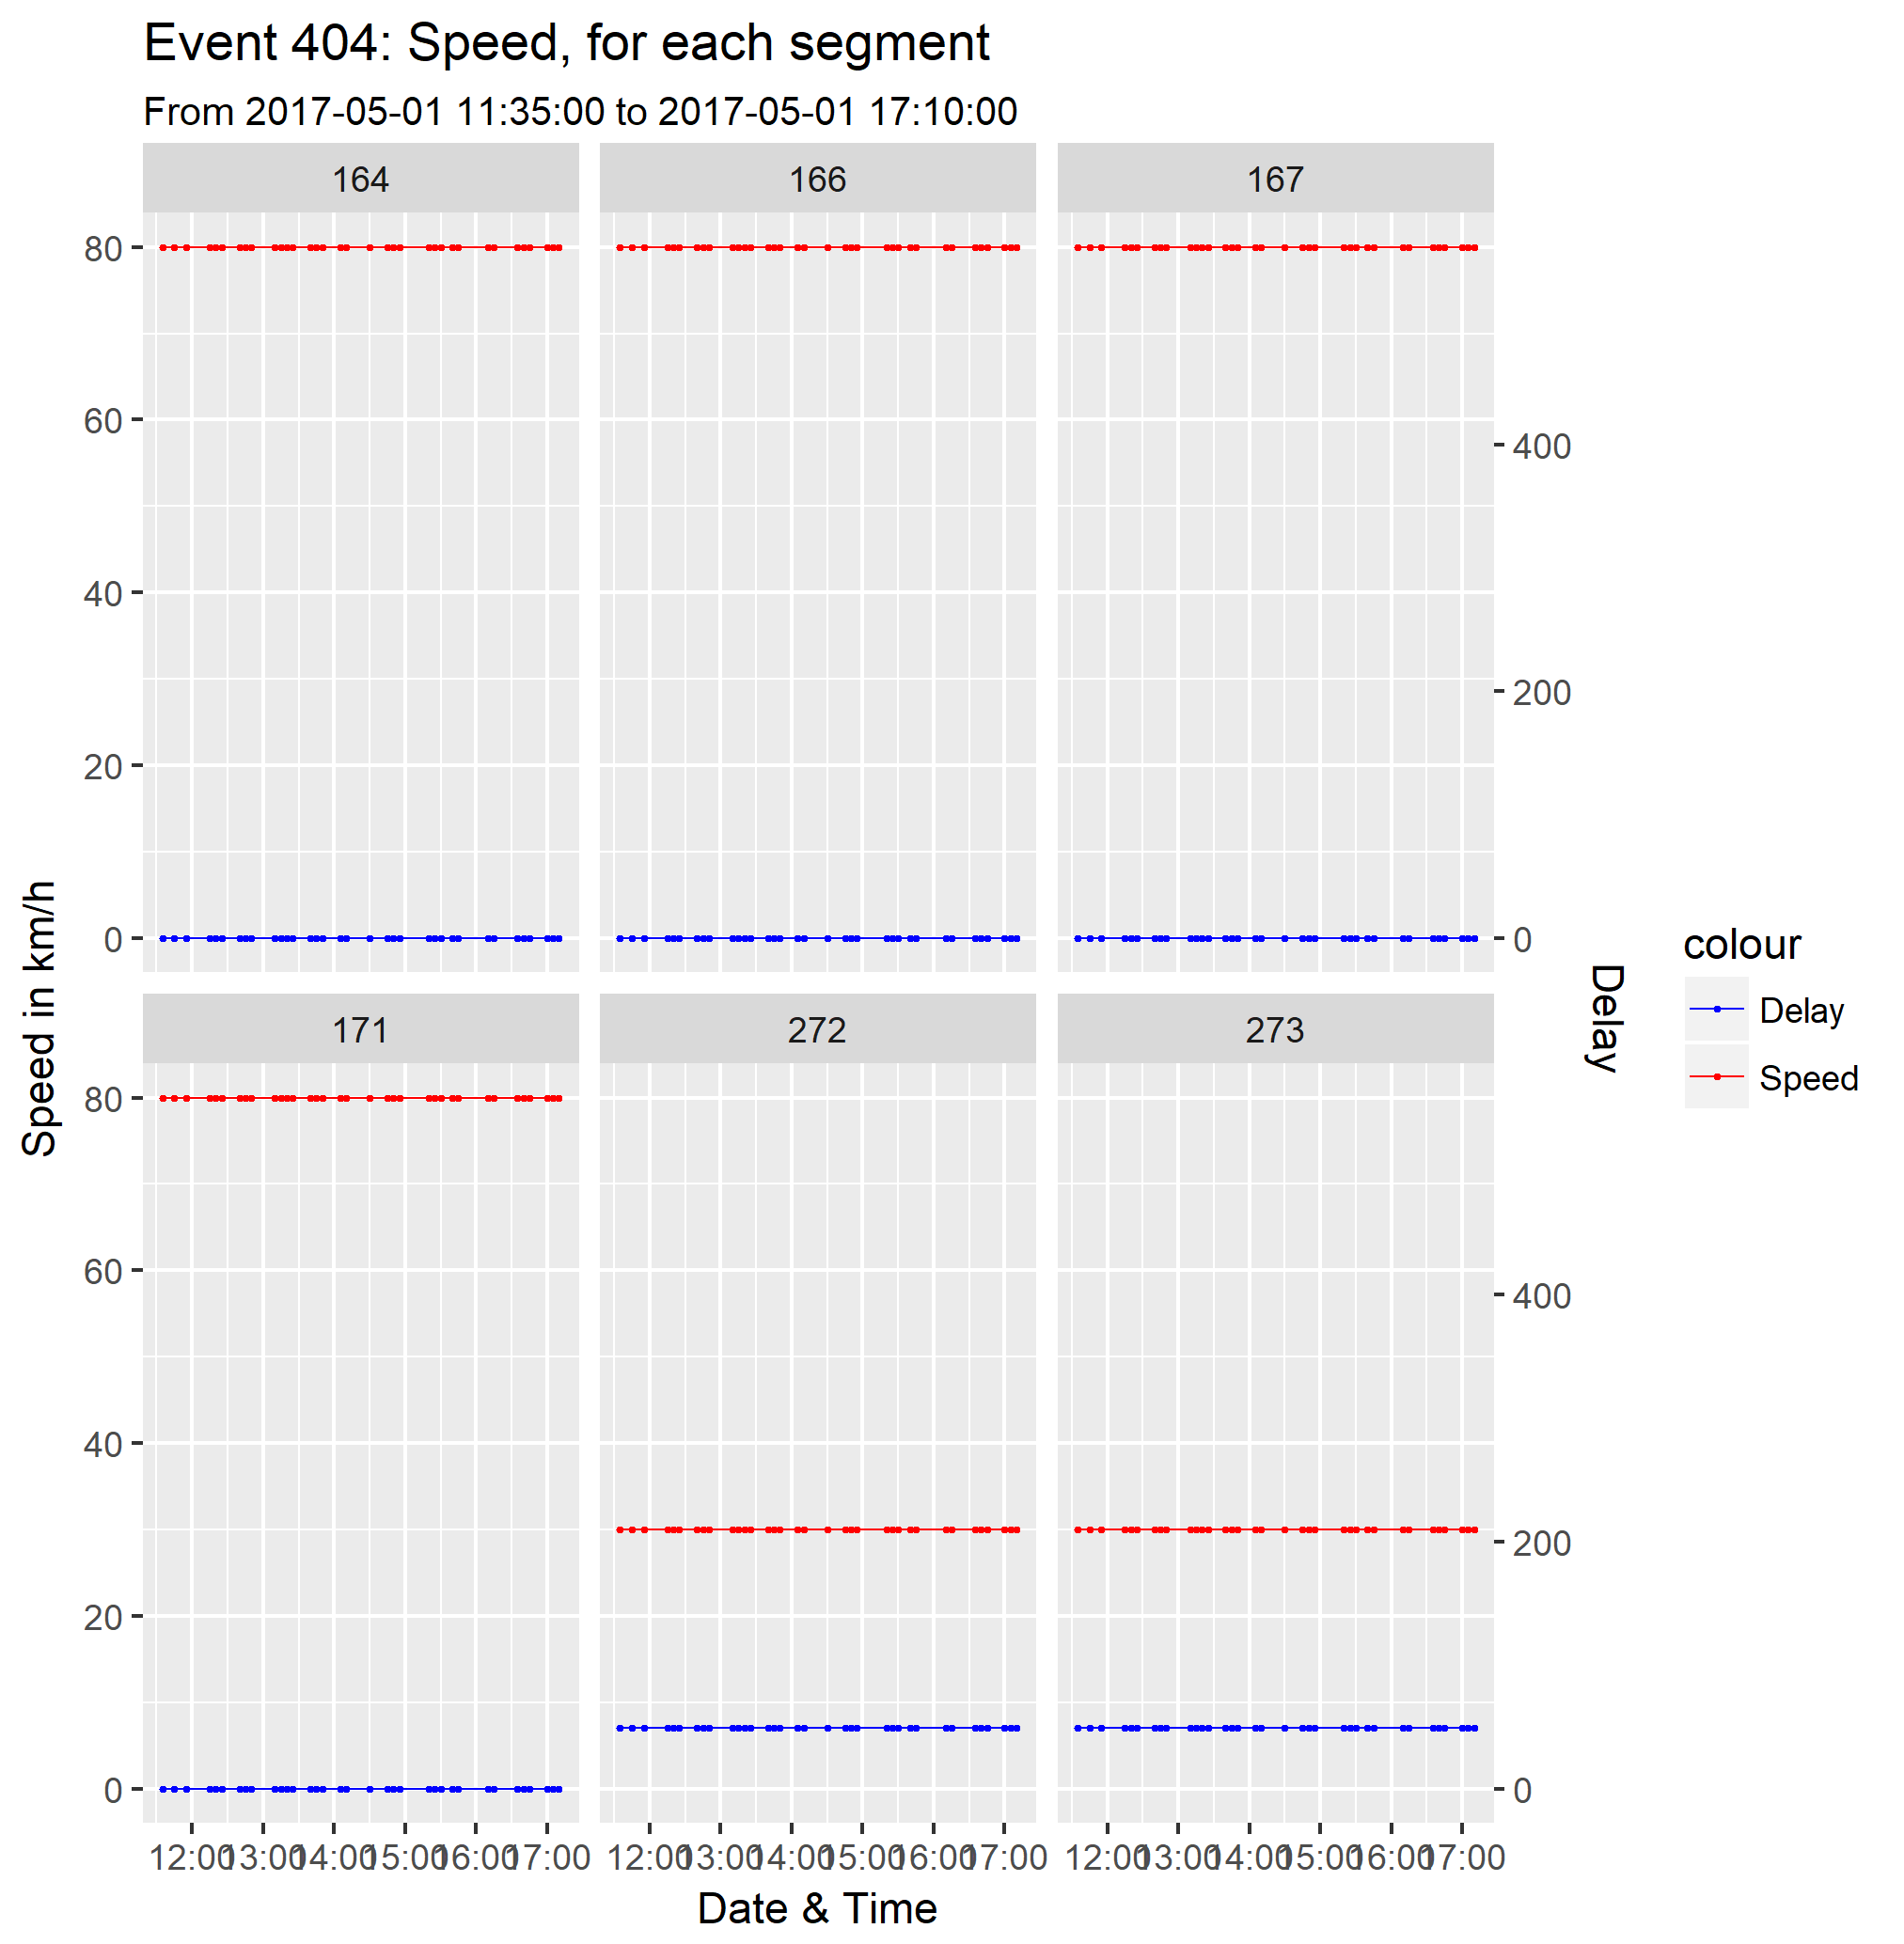 Event 404: Speed, for each segment
From 2017-05-01 11:35:00 to 2017-05-01 17:10:00
164 166 167
80
60
40
20
0
400
200
0
171 272 273
80
60
40
20
0
400
200
0
12:00 13:00 14:00 15:00 16:00 17:00 12:00 13:00 14:00 15:00 16:00 17:00 12:00 13:00 14:00 15:00 16:00 17:00
Date & Time
Speed in km/h
Delay
colour
Delay
Speed